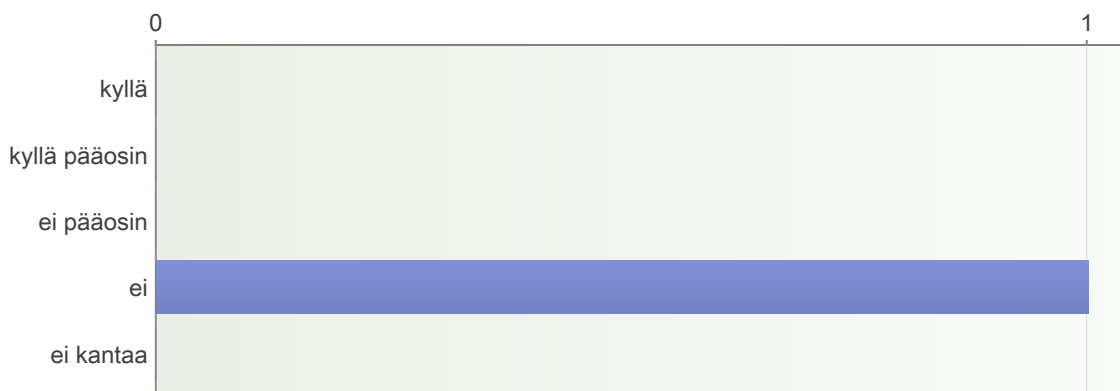 0 1
kyllä
kyllä pääosin
ei pääosin
ei
ei kantaa